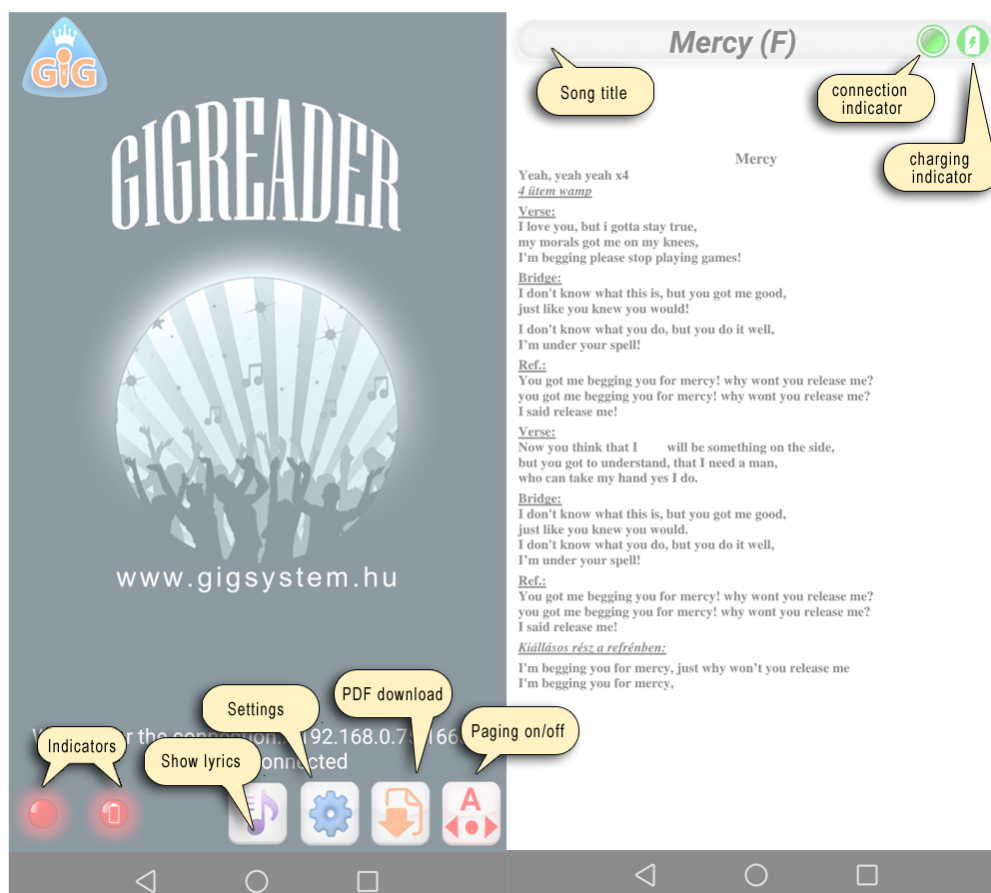 GiG
GIGREADER
www.gigsystem.hu
Settings
PDF download
Paging on/off
Indicators
Show lyrics
the connection...
Mercy (F)
Song title
connection
indicator
charging
indicator
Mercy
Yeah, yeah yeah x4
4 ütem wamp
Verse:
I love you, but i gotta stay true,
my morals got me on my knees,
I'm begging please stop playing games!
Bridge:
I don't know what this is, but you got me good,
just like you knew you would!
I don't know what you do, but you do it well,
I'm under your spell!
Ref.:
You got me begging you for mercy! why wont you release me?
you got me begging you for mercy! why wont you release me?
I said release me!
Verse:
Now you think that I will be something on the side,
but you got to understand, that I need a man,
who can take my hand yes I do.
Bridge:
I don't know what this is, but you got me good,
just like you knew you would.
I don't know what you do, but you do it well,
I'm under your spell!
Ref.:
You got me begging you for mercy! why wont you release me?
you got me begging you for mercy! why wont you release me?
I said release me!
Kiállásos rész a refrénben:
I'm begging you for mercy, just why won't you release me
I'm begging you for mercy,
A